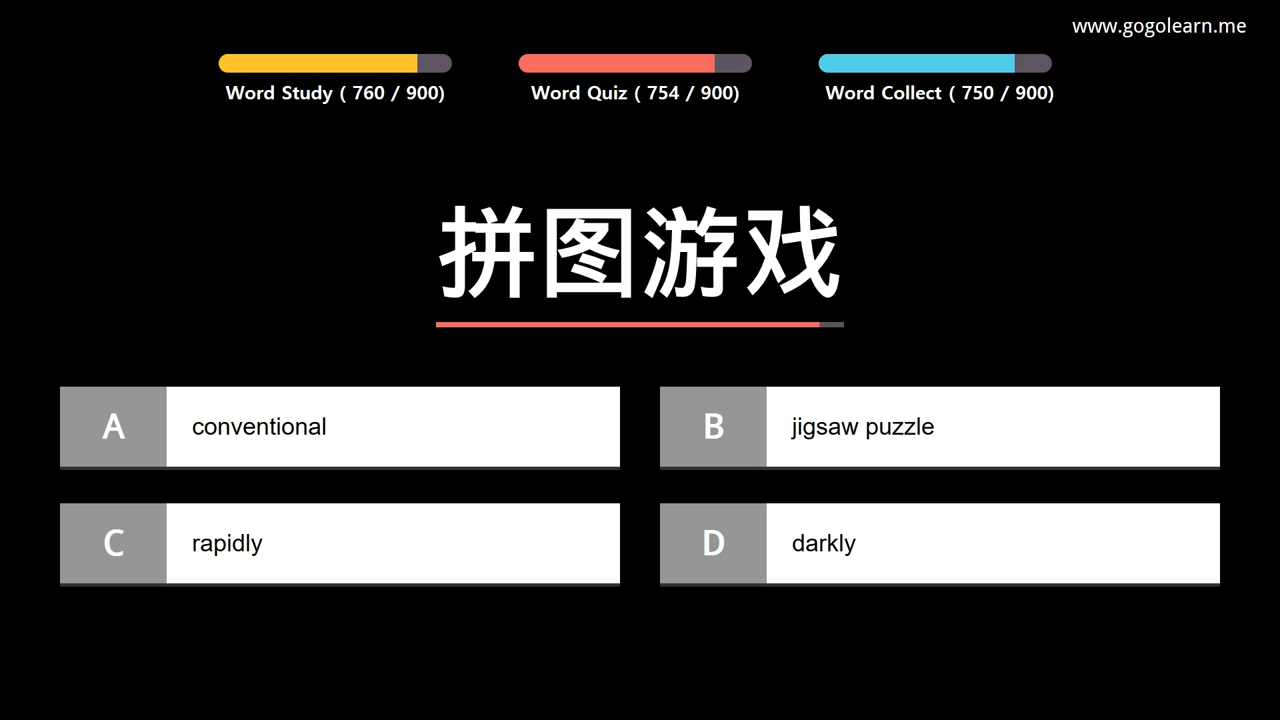 www.gogolearn.me
Word Study ( 760 / 900)
Word Quiz ( 754 / 900)
Word Collect ( 750 / 900)
拼图游戏
A conventional
B jigsaw puzzle
C rapidly
D darkly